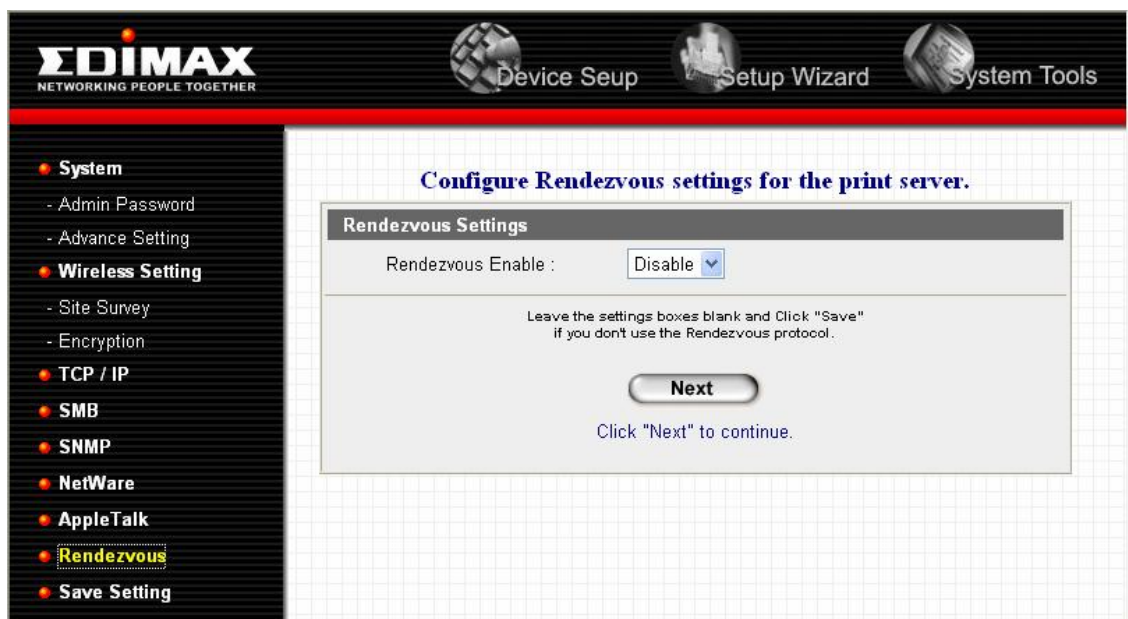 EDIMAX
NETWORKING PEOPLE TOGETHER
Device Seup
Setup Wizard
System Tools
System
- Admin Password
- Advance Setting
Wireless Setting
- Site Survey
- Encryption
TCP / IP
SMB
SNMP
NetWare
AppleTalk
Rendezvous
Save Setting
Configure Rendezvous settings for the print server.
Rendezvous Settings
Rendezvous Enable :
Disable
Leave the settings boxes blank and Click "Save"
if you don't use the Rendezvous protocol.
Next
Click "Next" to continue.